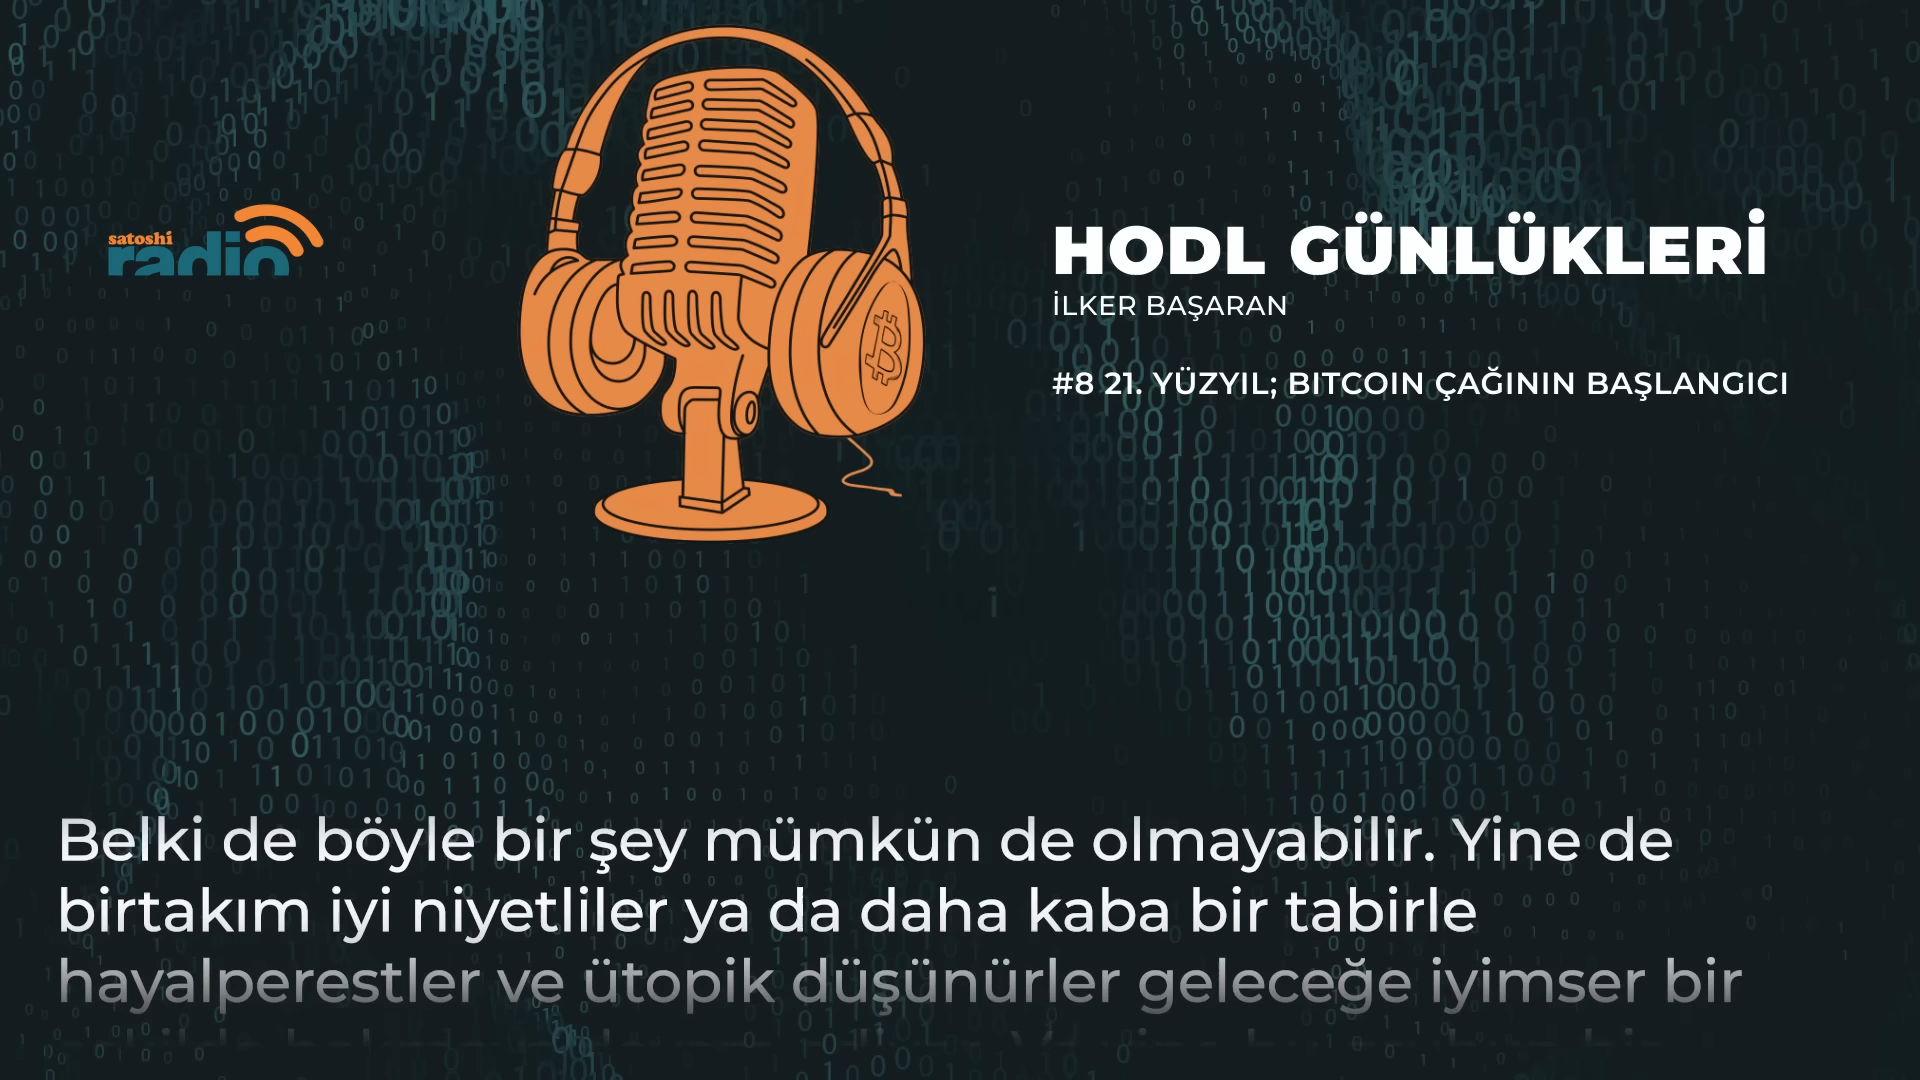 satoshi
radio
HODL GÜNLÜKLERİ
İLKER BAŞARAN
#8 21. YÜZYIL; BITCOIN ÇAĞININ BAŞLANGICI
Belki de böyle bir şey mümkün de olmayabilir. Yine de
birtakım iyi niyetliler ya da daha kaba bir tabirle
hayalperestler ve ütopik düşünürler geleceğe iyimser bir